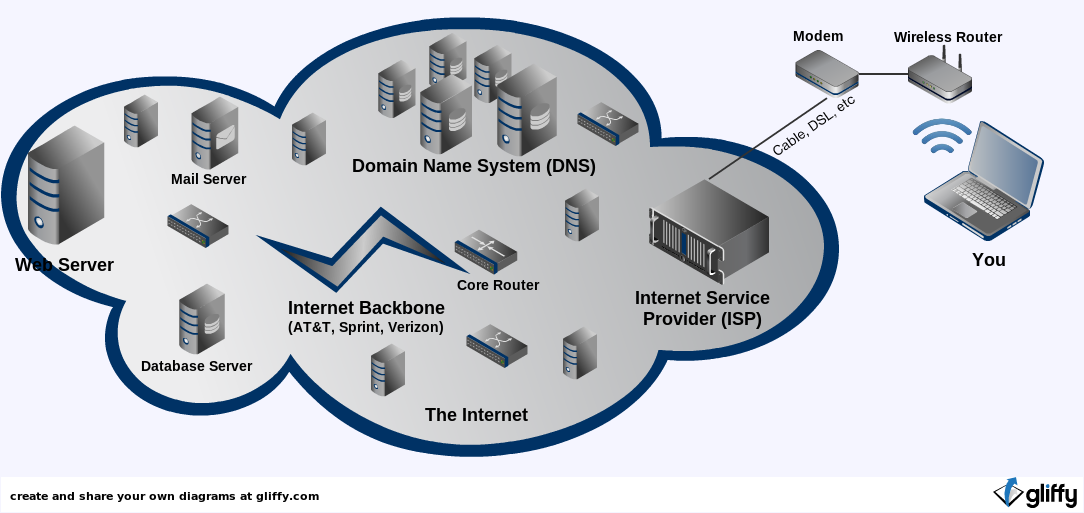 Modem
Wireless Router
Cable, DSL, etc
Domain Name System (DNS)
Mail Server
Web Server
You
Core Router
Internet Backbone
(AT&T, Sprint, Verizon)
Internet Service
Provider (ISP)
Database Server
The Internet
create and share your own diagrams at gliffy.com
gliffy